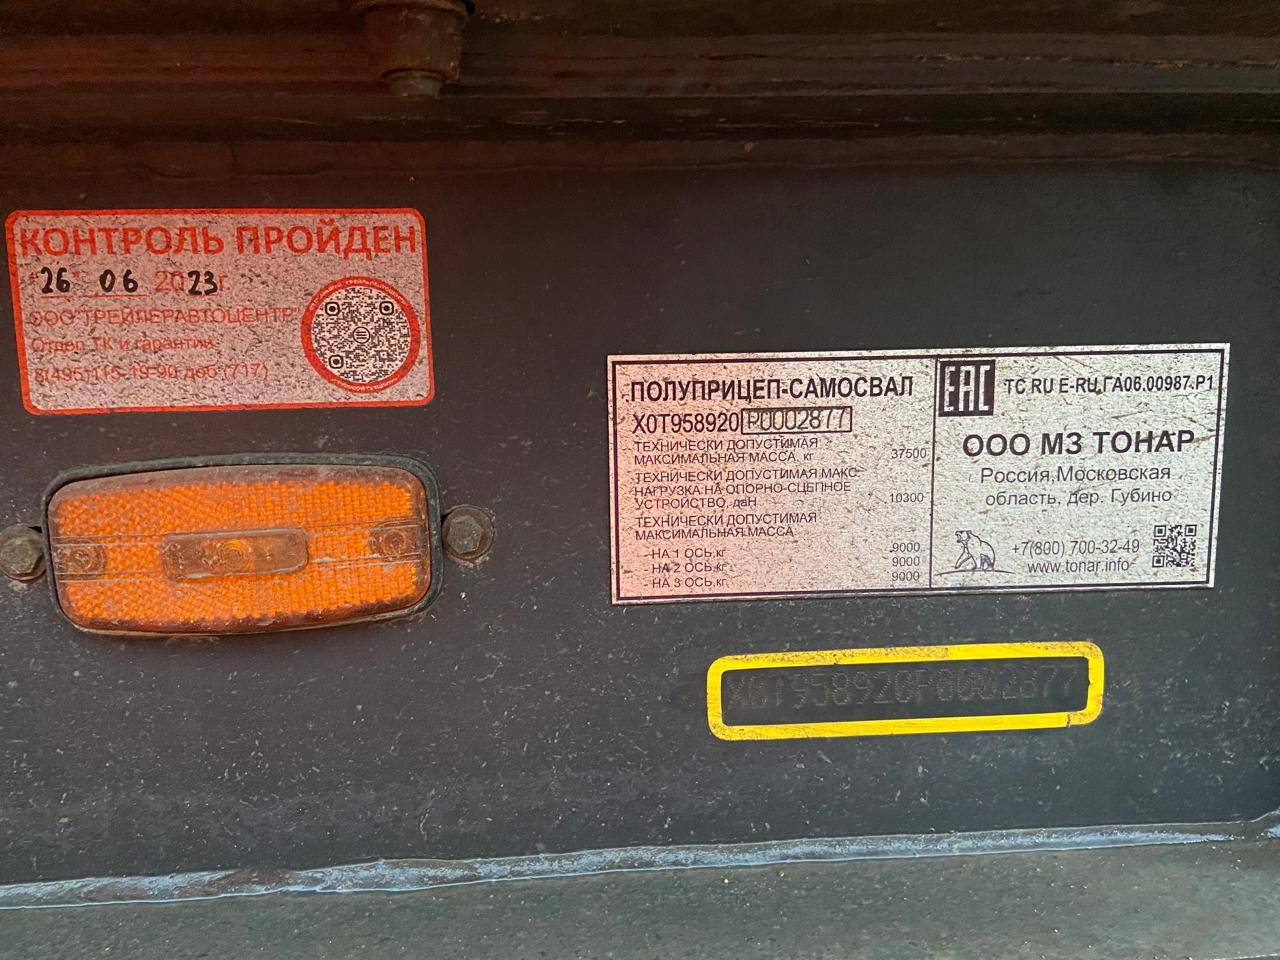 КОНТРОЛЬ ПРОЙДЕН
"26" 06 2023г
ООО"ТРЕЙЛЕРАВТОЦЕНТР"
Отдел ТК и гарантии
8(495)115-19-90 доб.(717)
ПОЛУПРИЦЕП-САМОСВАЛ
X0T958920P0002877
ТЕХНИЧЕСКИ ДОПУСТИМАЯ
МАКСИМАЛЬНАЯ МАССА, кг 37500
ТЕХНИЧЕСКИ ДОПУСТИМАЯ МАКС.
НАГРУЗКА НА ОПОРНО-СЦЕПНОЕ
УСТРОЙСТВО, даН 10300
ТЕХНИЧЕСКИ ДОПУСТИМАЯ
МАКСИМАЛЬНАЯ МАССА
- НА 1 ОСЬ,кг 9000
- НА 2 ОСЬ,кг 9000
- НА 3 ОСЬ,кг 9000
EAC ТС RU E-RU.ГА06.00987.Р1
ООО МЗ ТОНАР
Россия,Московская
область, дер. Губино
+7(800) 700-32-49
www.tonar.info
X0T958920P0002877